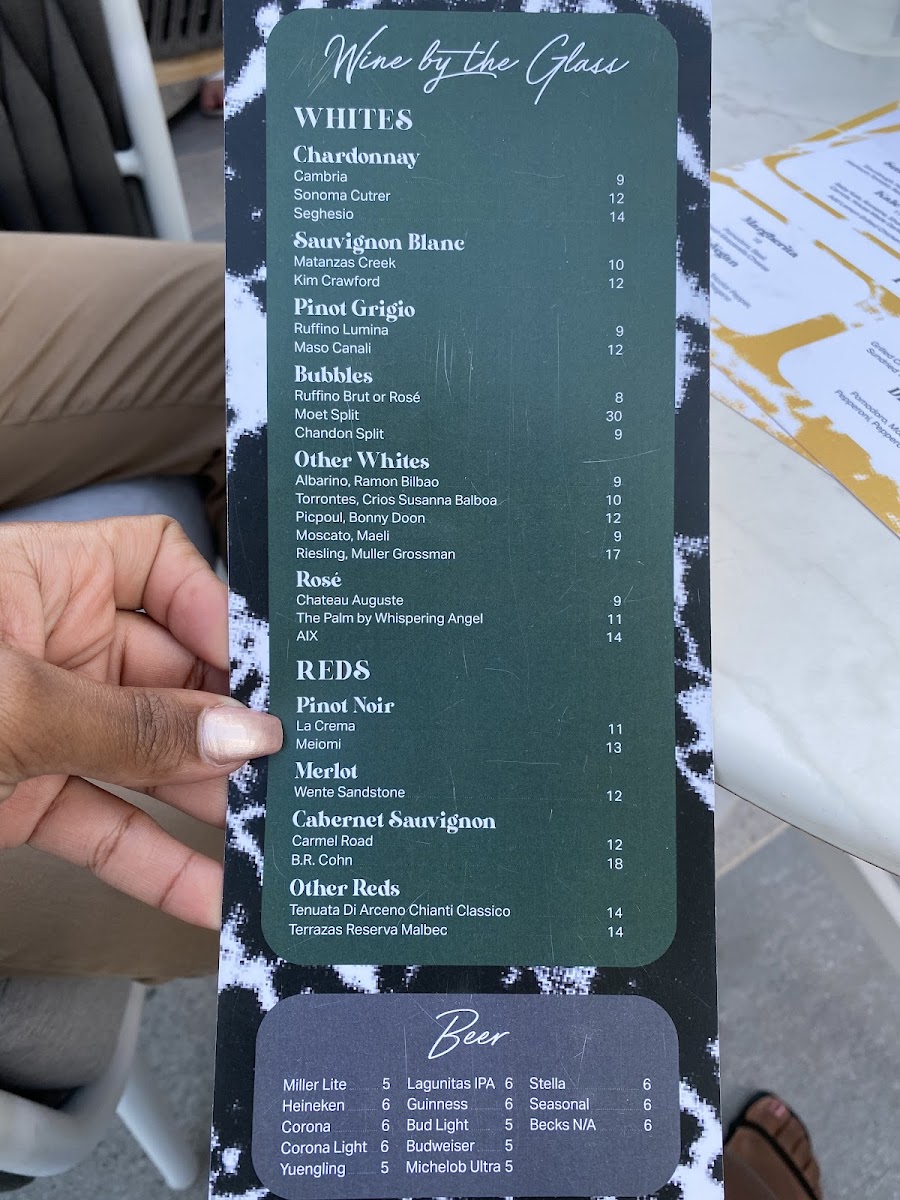 Wine by the Glass
WHITES
Chardonnay
Cambria 9
Sonoma Cutrer 12
Seghesio 14
Sauvignon Blanc
Matanzas Creek 10
Kim Crawford 12
Pinot Grigio
Ruffino Lumina 9
Maso Canali 12
Bubbles
Ruffino Brut or Rosé 8
Moet Split 30
Chandon Split 9
Other Whites
Albarino, Ramon Bilbao 9
Torrontes, Crios Susanna Balboa 10
Picpoul, Bonny Doon 12
Moscato, Maeli 9
Riesling, Muller Grossman 17
Rosé
Chateau Auguste 9
The Palm by Whispering Angel 11
AIX 14
REDS
Pinot Noir
La Crema 11
Meiomi 13
Merlot
Wente Sandstone 12
Cabernet Sauvignon
Carmel Road 12
B.R. Cohn 18
Other Reds
Tenuata Di Arceno Chianti Classico 14
Terrazas Reserva Malbec 14
Beer
Miller Lite 5 Lagunitas IPA 6 Stella 6
Heineken 6 Guinness 6 Seasonal 6
Corona 6 Bud Light 5 Becks N/A 6
Corona Light 6 Budweiser 5
Yuengling 5 Michelob Ultra 5
Margherita
Vegan
Grilled
Sundried
Pomodoro,
Pepperoni,